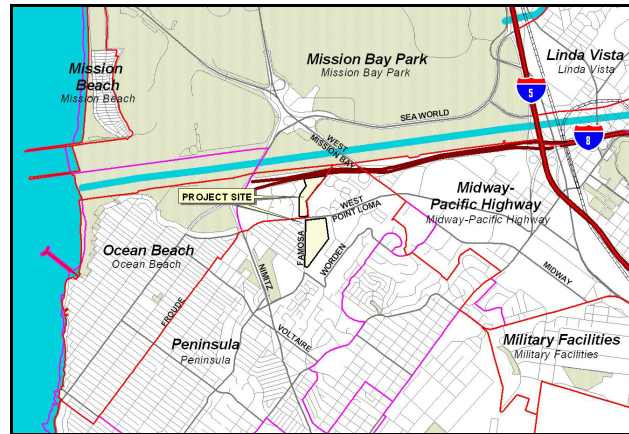 Mission Bay Park
Mission Bay Park
Linda Vista
Linda Vista
Mission
Beach
Mission Beach
5
SEA WORLD
8
WEST
MISSION BAY
PROJECT SITE
Midway-
Pacific Highway
Midway-Pacific Highway
WEST
POINT LOMA
Ocean Beach
Ocean Beach
FAMOSA
WORDEN
NIMITZ
MIDWAY
FROUDE
VOLTAIRE
Peninsula
Peninsula
Military Facilities
Military Facilities